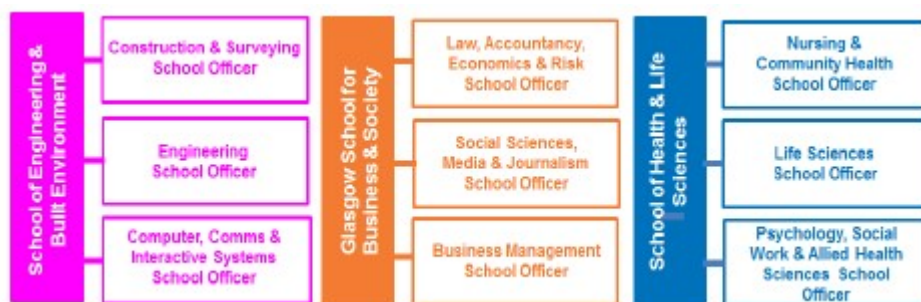 School of Engineering &
Built Environment
Construction & Surveying
School Officer
Engineering
School Officer
Computer, Comms &
Interactive Systems
School Officer
Glasgow School for
Business & Society
Law, Accountancy,
Economics & Risk
School Officer
Social Sciences,
Media & Journalism
School Officer
Business Management
School Officer
School of Health & Life
Sciences
Nursing &
Community Health
School Officer
Life Sciences
School Officer
Psychology, Social
Work & Allied Health
Sciences School
Officer